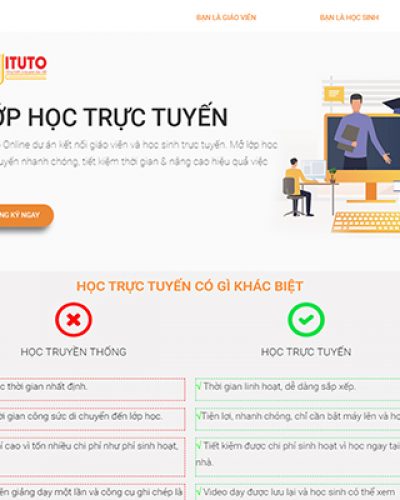 BẠN LÀ GIÁO VIÊN
BẠN LÀ HỌC SINH
ITUTO
ỚP HỌC TRỰC TUYẾN
Online dự án kết nối giáo viên và học sinh trực tuyến. Mở lớp học
uyến nhanh chóng, tiết kiệm thời gian & nâng cao hiệu quả việc
NG KÝ NGAY
HỌC TRỰC TUYẾN CÓ GÌ KHÁC BIỆT
HỌC TRUYỀN THỐNG
HỌC TRỰC TUYẾN
c thời gian nhất định.
√ Thời gian linh hoạt, dễ dàng sắp xếp.
ời gian công sức di chuyển đến lớp học.
√Tiện lợi, nhanh chóng, chỉ cần bật máy lên và họ
í cao vì tốn nhiều chi phí như phí sinh hoạt,
√ Tiết kiệm được chi phí sinh hoạt vì học ngay tại
nhà.
ên giảng dạy một lần và công cụ ghi chép là
√ Video dạy được lưu lại và học sinh có thể xem